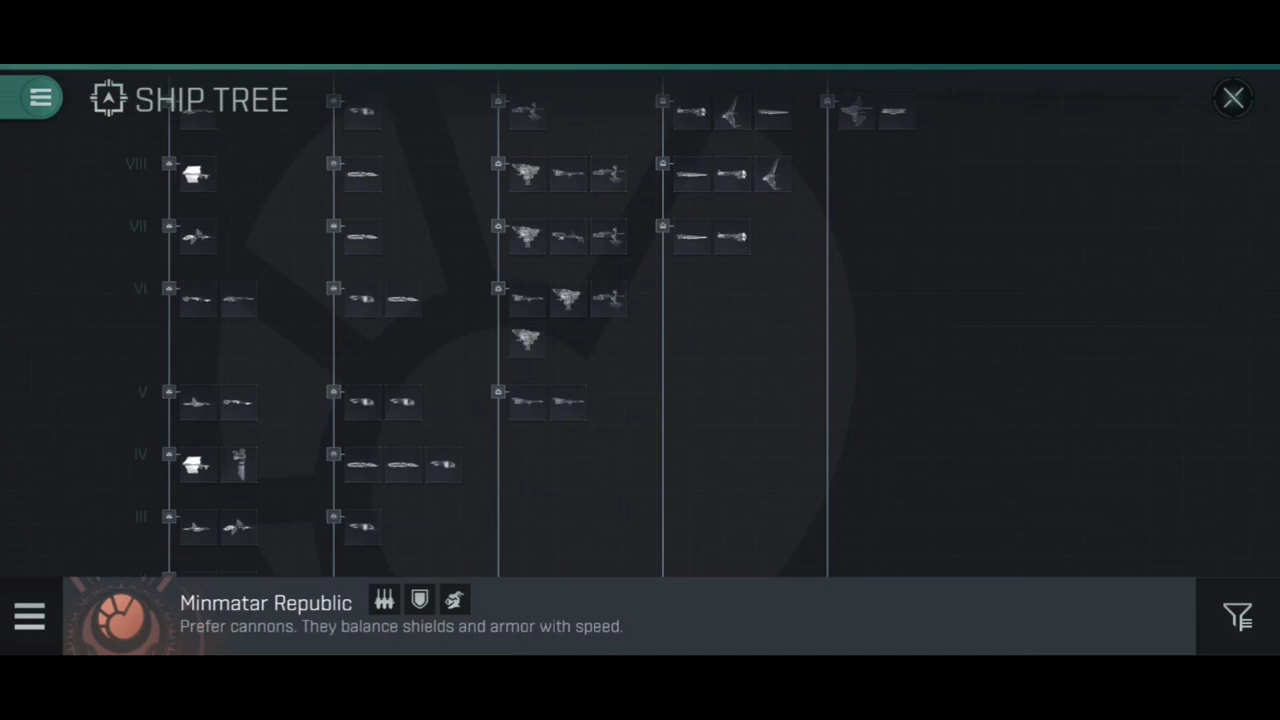 SHIP TREE
VIII
VII
VI
V
IV
III
Minmatar Republic
Prefer cannons. They balance shields and armor with speed.